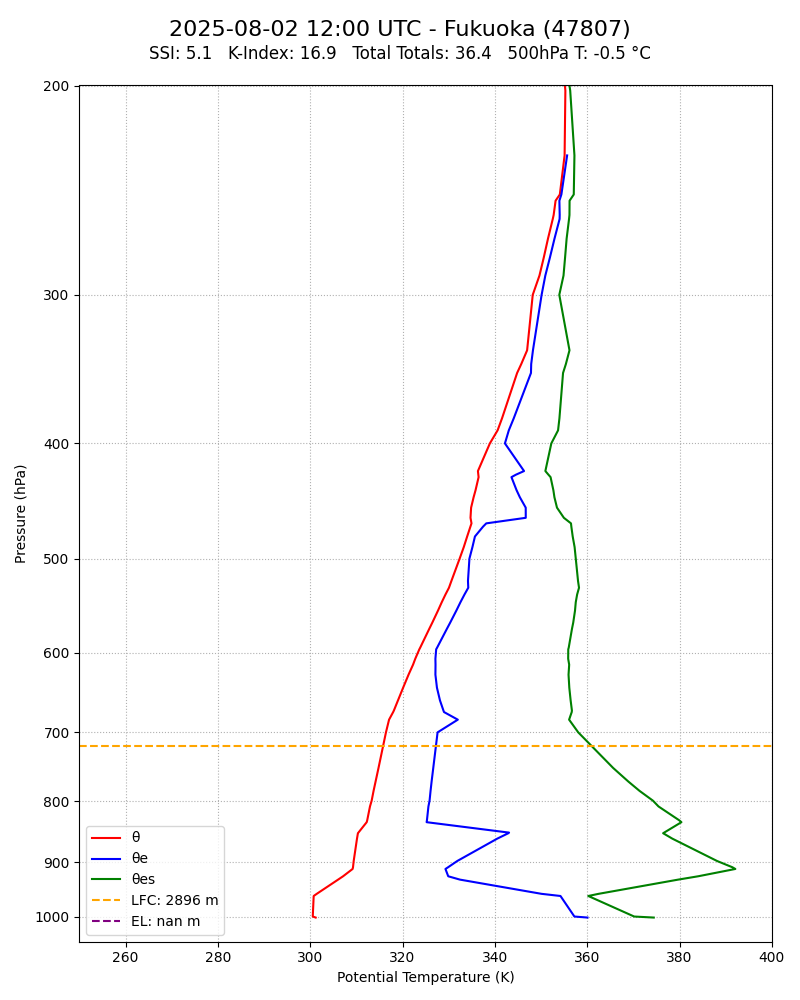 2025-08-02 12:00 UTC - Fukuoka (47807)
SSI: 5.1   K-Index: 16.9   Total Totals: 36.4   500hPa T: -0.5 °C
200
300
400
500
600
700
800
900
1000
Pressure (hPa)
θ
θe
θes
LFC: 2896 m
EL: nan m
260 280 300 320 340 360 380 400
Potential Temperature (K)